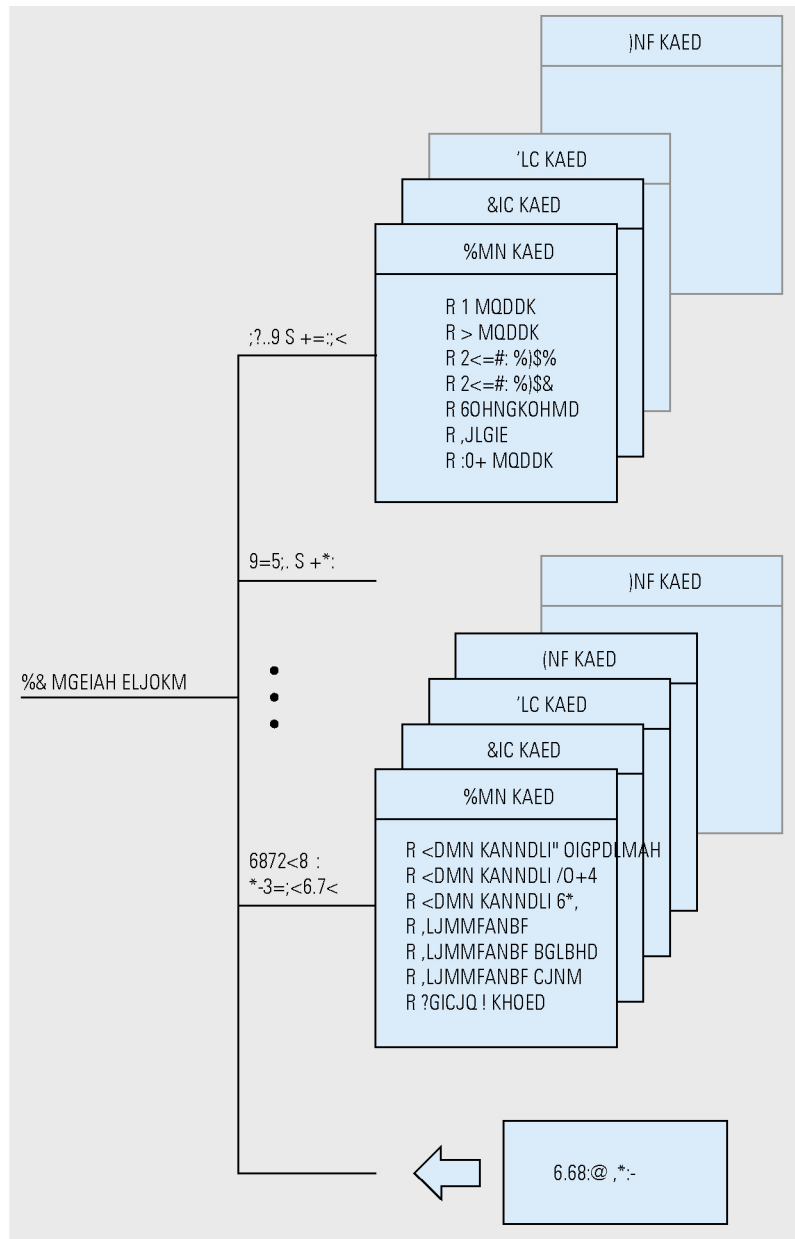 )NF KAED
'LC KAED
&IC KAED
%MN KAED
R 1 MQDDK
R > MQDDK
R 2<=#: %)$%
R 2<=#: %)$&
R 6OHNGKOHMD
R ,JLGIE
R :0+ MQDDK
;?..9 S +=:;<
9=5;. S +*:
%& MGEIAH ELJOKM
)NF KAED
(NF KAED
'LC KAED
&IC KAED
%MN KAED
R <DMN KANNDLI" OIGPDLMAH
R <DMN KANNDLI /O+4
R <DMN KANNDLI 6*,
R ,LJMMFANBF
R ,LJMMFANBF BGLBHD
R ,LJMMFANBF CJNM
R ?GICJQ ! KHOED
6872<8 :
*-3=;<6.7<
6.68:@ ,*:-